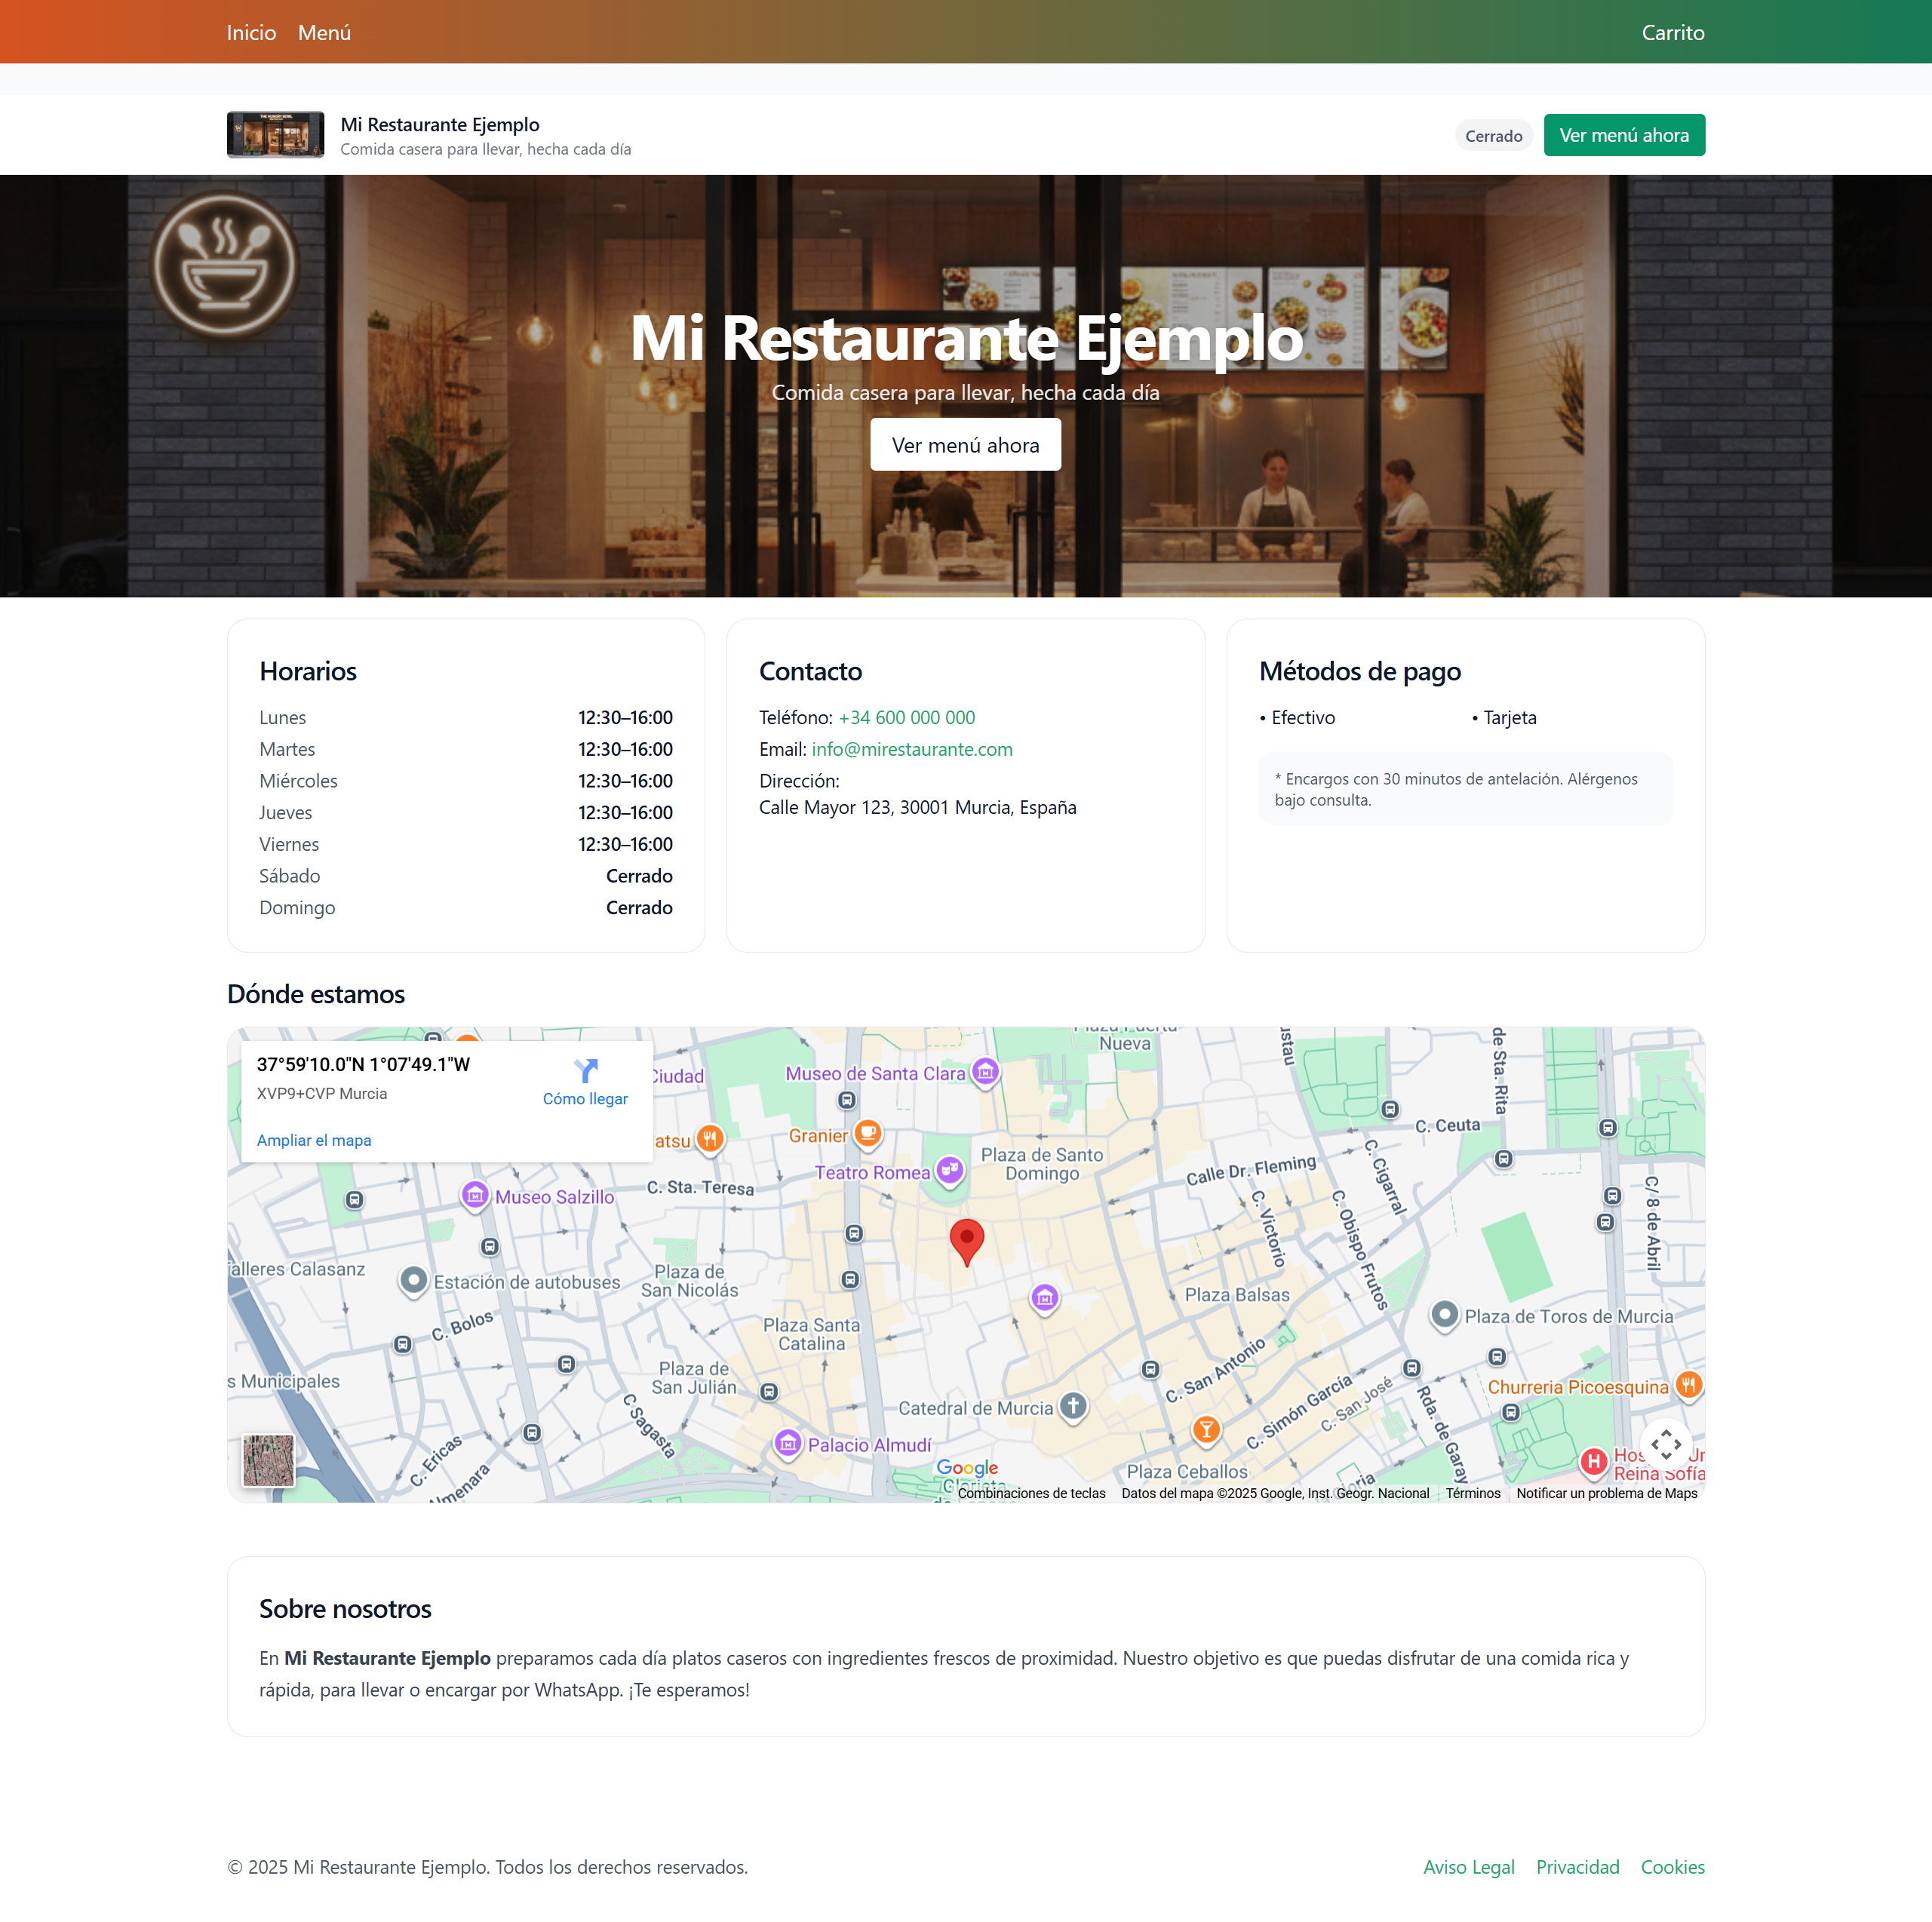 Inicio Menú Carrito
Mi Restaurante Ejemplo
Comida casera para llevar, hecha cada día
Cerrado Ver menú ahora
Mi Restaurante Ejemplo
Comida casera para llevar, hecha cada día
Ver menú ahora
Horarios
Lunes 12:30–16:00
Martes 12:30–16:00
Miércoles 12:30–16:00
Jueves 12:30–16:00
Viernes 12:30–16:00
Sábado Cerrado
Domingo Cerrado
Contacto
Teléfono: +34 600 000 000
Email: info@mirestaurante.com
Dirección:
Calle Mayor 123, 30001 Murcia, España
Métodos de pago
• Efectivo • Tarjeta
* Encargos con 30 minutos de antelación. Alérgenos
bajo consulta.
Dónde estamos
37°59'10.0"N 1°07'49.1"W
XVP9+CVP Murcia
Cómo llegar
Ampliar el mapa
Ciudad
Museo de Santa Clara
Nueva
ustau
de Sta. Rita
atsu
Granier
Teatro Romea
Plaza de Santo
Domingo
C. Ceuta
Calle Dr. Fleming
C. Cigarral
C. Victorio
C. Obispo Frutos
C/ 8 de Abril
Museo Salzillo
C. Sta. Teresa
alleres Calasanz
Estación de autobuses
Plaza de
San Nicolás
C. Bolos
Plaza Santa
Catalina
Plaza Balsas
Plaza de Toros de Murcia
s Municipales
Plaza de
San Julián
C. Sagasta
C. San Antonio
C. Simón García
C. San José
Rda. de Garay
Churreria Picoesquina
Catedral de Murcia
Palacio Almudí
C. Ericas
Almenara
Plaza Ceballos
Reina Sofía
Google
Combinaciones de teclas Datos del mapa ©2025 Google, Inst. Geogr. Nacional Términos Notificar un problema de Maps
Sobre nosotros
En Mi Restaurante Ejemplo preparamos cada día platos caseros con ingredientes frescos de proximidad. Nuestro objetivo es que puedas disfrutar de una comida rica y
rápida, para llevar o encargar por WhatsApp. ¡Te esperamos!
© 2025 Mi Restaurante Ejemplo. Todos los derechos reservados.
Aviso Legal Privacidad Cookies